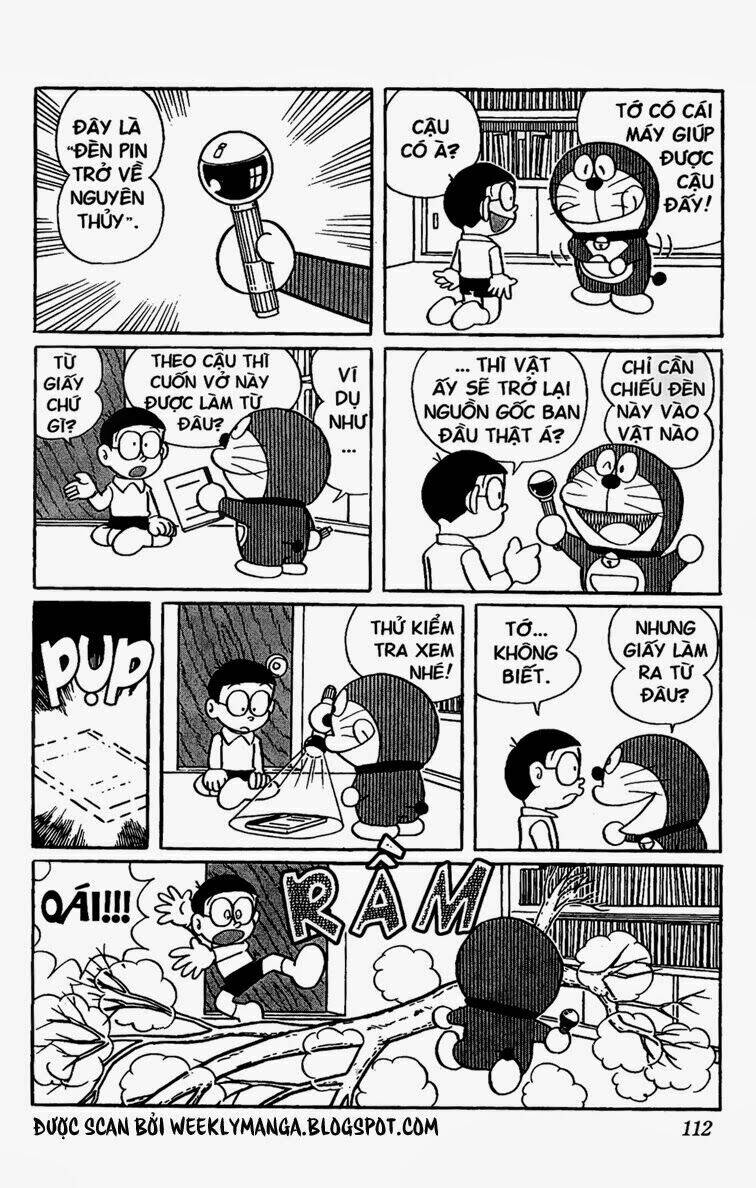 TỚ CÓ CÁI
MÁY GIÚP
ĐƯỢC
CẬU
ĐẤY!
CẬU
CÓ À?
ĐÂY LÀ
"ĐÈN PIN
TRỞ VỀ
NGUYÊN
THỦY".
CHỈ CẦN
CHIẾU ĐÈN
NÀY VÀO
VẬT NÀO
... THÌ VẬT
ẤY SẼ TRỞ LẠI
NGUỒN GỐC BAN
ĐẦU THẬT Á?
VÍ
DỤ
NHƯ
...
THEO CẬU THÌ
CUỐN VỞ NÀY
ĐƯỢC LÀM TỪ
ĐÂU?
TỪ
GIẤY
CHỨ
GÌ?
NHƯNG
GIẤY LÀM
RA TỪ
ĐÂU?
TỚ...
KHÔNG
BIẾT.
THỬ KIỂM
TRA XEM
NHÉ!
PỤP
RẦM
OÁI!!!
ĐƯỢC SCAN BỞI WEEKLYMANGA.BLOGSPOT.COM
112